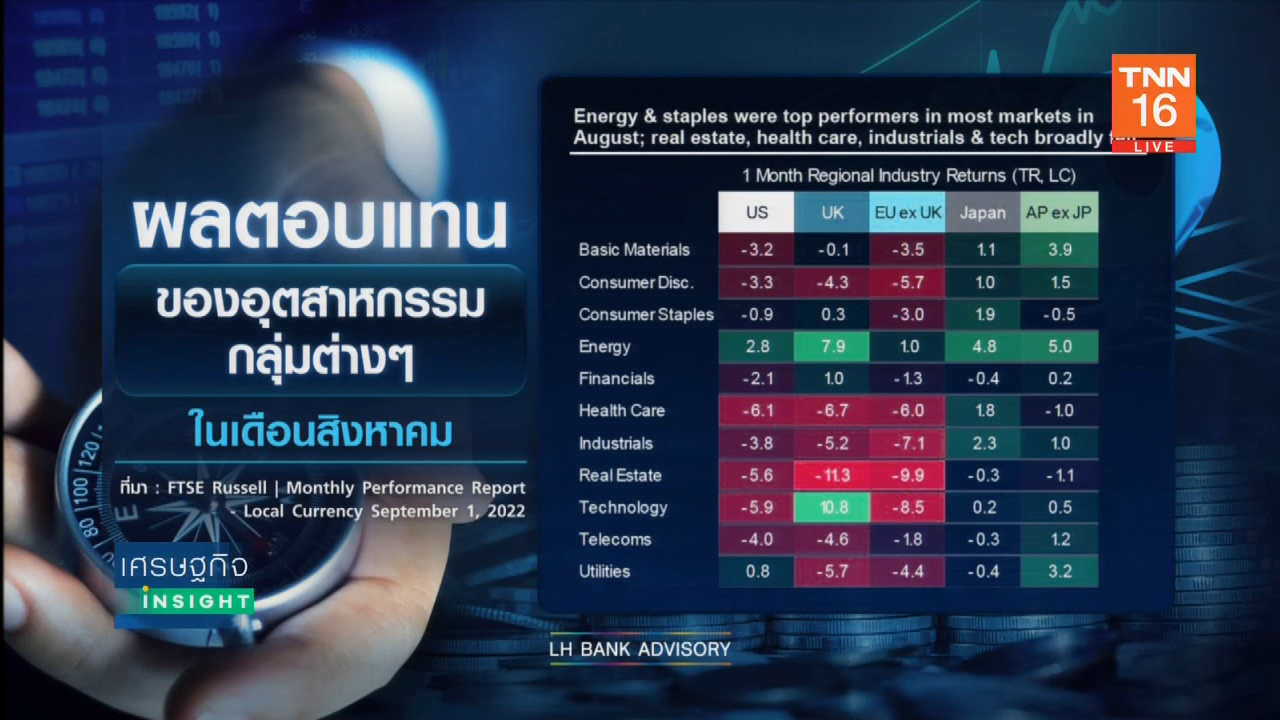 TNN
16
LIVE
ผลตอบแทน
ของอุตสาหกรรม
กลุ่มต่างๆ
ในเดือนสิงหาคม
ที่มา : FTSE Russell | Monthly Performance Report
- Local Currency September 1, 2022
เศรษฐกิจ
INSIGHT
Energy & staples were top performers in most markets in
August; real estate, health care, industrials & tech broadly
1 Month Regional Industry Returns (TR, LC)
US UK EU ex UK Japan AP ex JP
Basic Materials -3.2 -0.1 -3.5 1.1 3.9
Consumer Disc. -3.3 -4.3 -5.7 1.0 1.5
Consumer Staples -0.9 0.3 -3.0 1.9 -0.5
Energy 2.8 7.9 1.0 4.8 5.0
Financials -2.1 1.0 -1.3 -0.4 0.2
Health Care -6.1 -6.7 -6.0 1.8 -1.0
Industrials -3.8 -5.2 -7.1 2.3 1.0
Real Estate -5.6 -11.3 -9.9 -0.3 -1.1
Technology -5.9 10.8 -8.5 0.2 0.5
Telecoms -4.0 -4.6 -1.8 -0.3 1.2
Utilities 0.8 -5.7 -4.4 -0.4 3.2
LH BANK ADVISORY
120
100
80
E